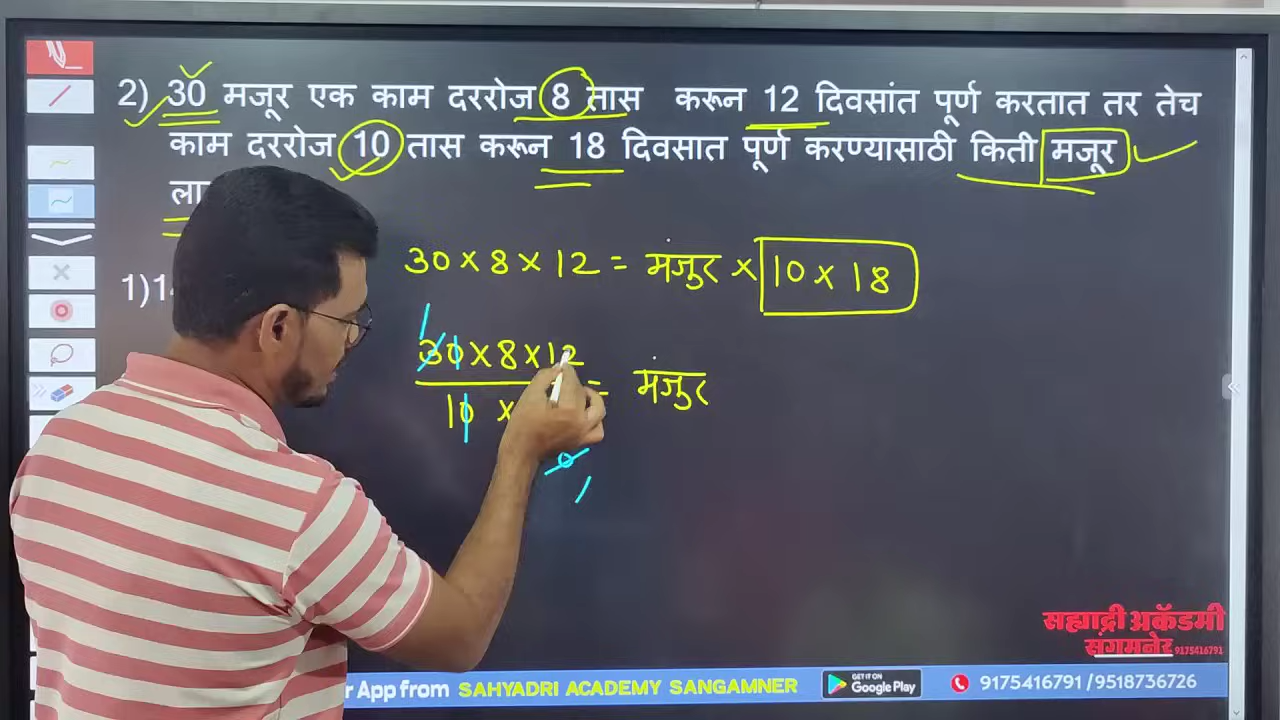 2) 30 मजूर एक काम दररोज 8 तास करून 12 दिवसांत पूर्ण करतात तर तेच
काम दररोज 10 तास करून 18 दिवसात पूर्ण करण्यासाठी किती मजूर
30 × 8 × 12 = मंजुर × 10 × 18
1)
30 × 8 × 12
10 × = मंजुर
सह्याद्री अकॅडमी
संगमनेर 9175416791
App from SAHYADRI ACADEMY SANGAMNER GET IT ON Google Play 9175416791 / 9518736726